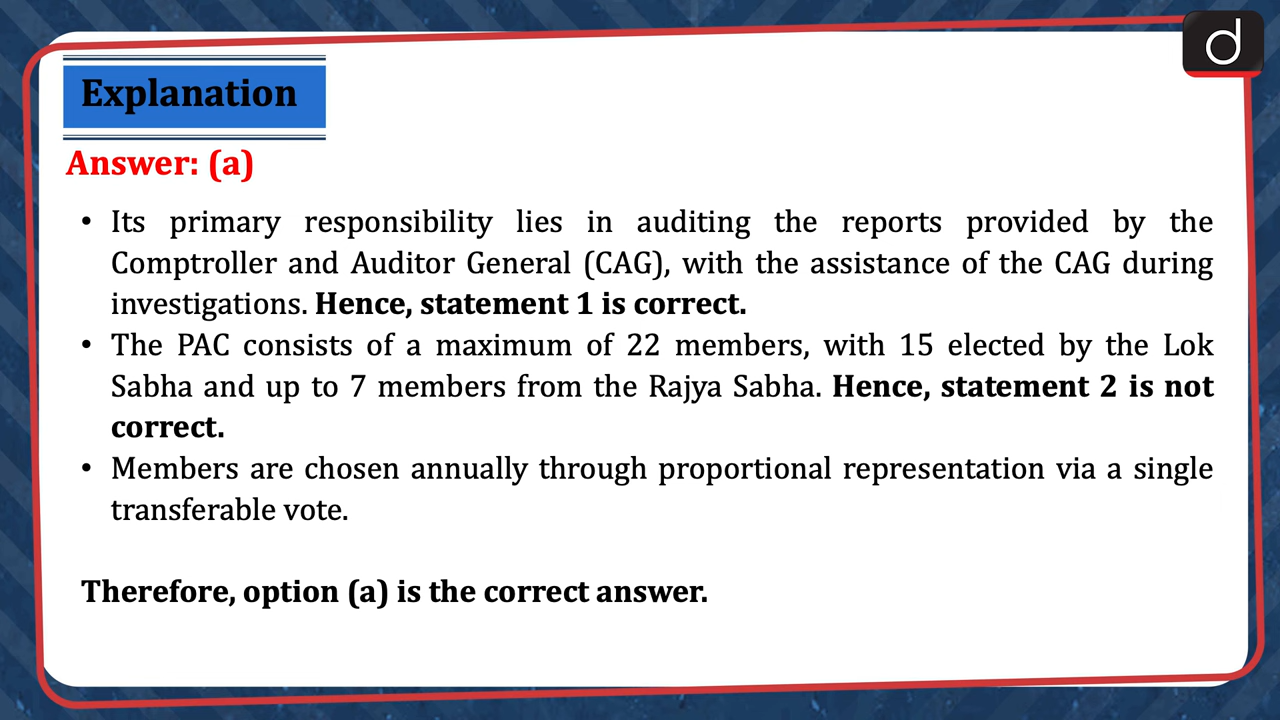 d
Explanation
Answer: (a)
• Its primary responsibility lies in auditing the reports provided by the
Comptroller and Auditor General (CAG), with the assistance of the CAG during
investigations. Hence, statement 1 is correct.
• The PAC consists of a maximum of 22 members, with 15 elected by the Lok
Sabha and up to 7 members from the Rajya Sabha. Hence, statement 2 is not
correct.
• Members are chosen annually through proportional representation via a single
transferable vote.
Therefore, option (a) is the correct answer.